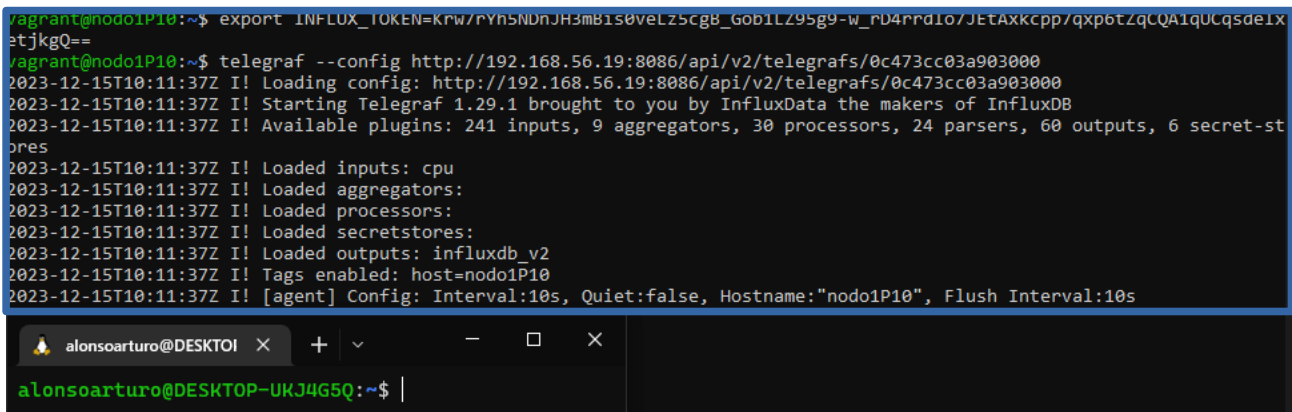 vagrant@nodo1P10:~$ export INFLUX_TOKEN=Krw7rYh5NDnJH3mBis0veLz5cgB_Gob1LZ95g9-w_rD4rrdIo7JEtAxkcpp7qxp6tZqCQA1qUCqsdeIx
etjkgQ==
vagrant@nodo1P10:~$ telegraf --config http://192.168.56.19:8086/api/v2/telegrafs/0c473cc03a903000
2023-12-15T10:11:37Z I! Loading config: http://192.168.56.19:8086/api/v2/telegrafs/0c473cc03a903000
2023-12-15T10:11:37Z I! Starting Telegraf 1.29.1 brought to you by InfluxData the makers of InfluxDB
2023-12-15T10:11:37Z I! Available plugins: 241 inputs, 9 aggregators, 30 processors, 24 parsers, 60 outputs, 6 secret-st
ores
2023-12-15T10:11:37Z I! Loaded inputs: cpu
2023-12-15T10:11:37Z I! Loaded aggregators:
2023-12-15T10:11:37Z I! Loaded processors:
2023-12-15T10:11:37Z I! Loaded secretstores:
2023-12-15T10:11:37Z I! Loaded outputs: influxdb_v2
2023-12-15T10:11:37Z I! Tags enabled: host=nodo1P10
2023-12-15T10:11:37Z I! [agent] Config: Interval:10s, Quiet:false, Hostname:"nodo1P10", Flush Interval:10s
alonsoarturo@DESKTOI
alonsoarturo@DESKTOP-UKJ4G5Q:~$